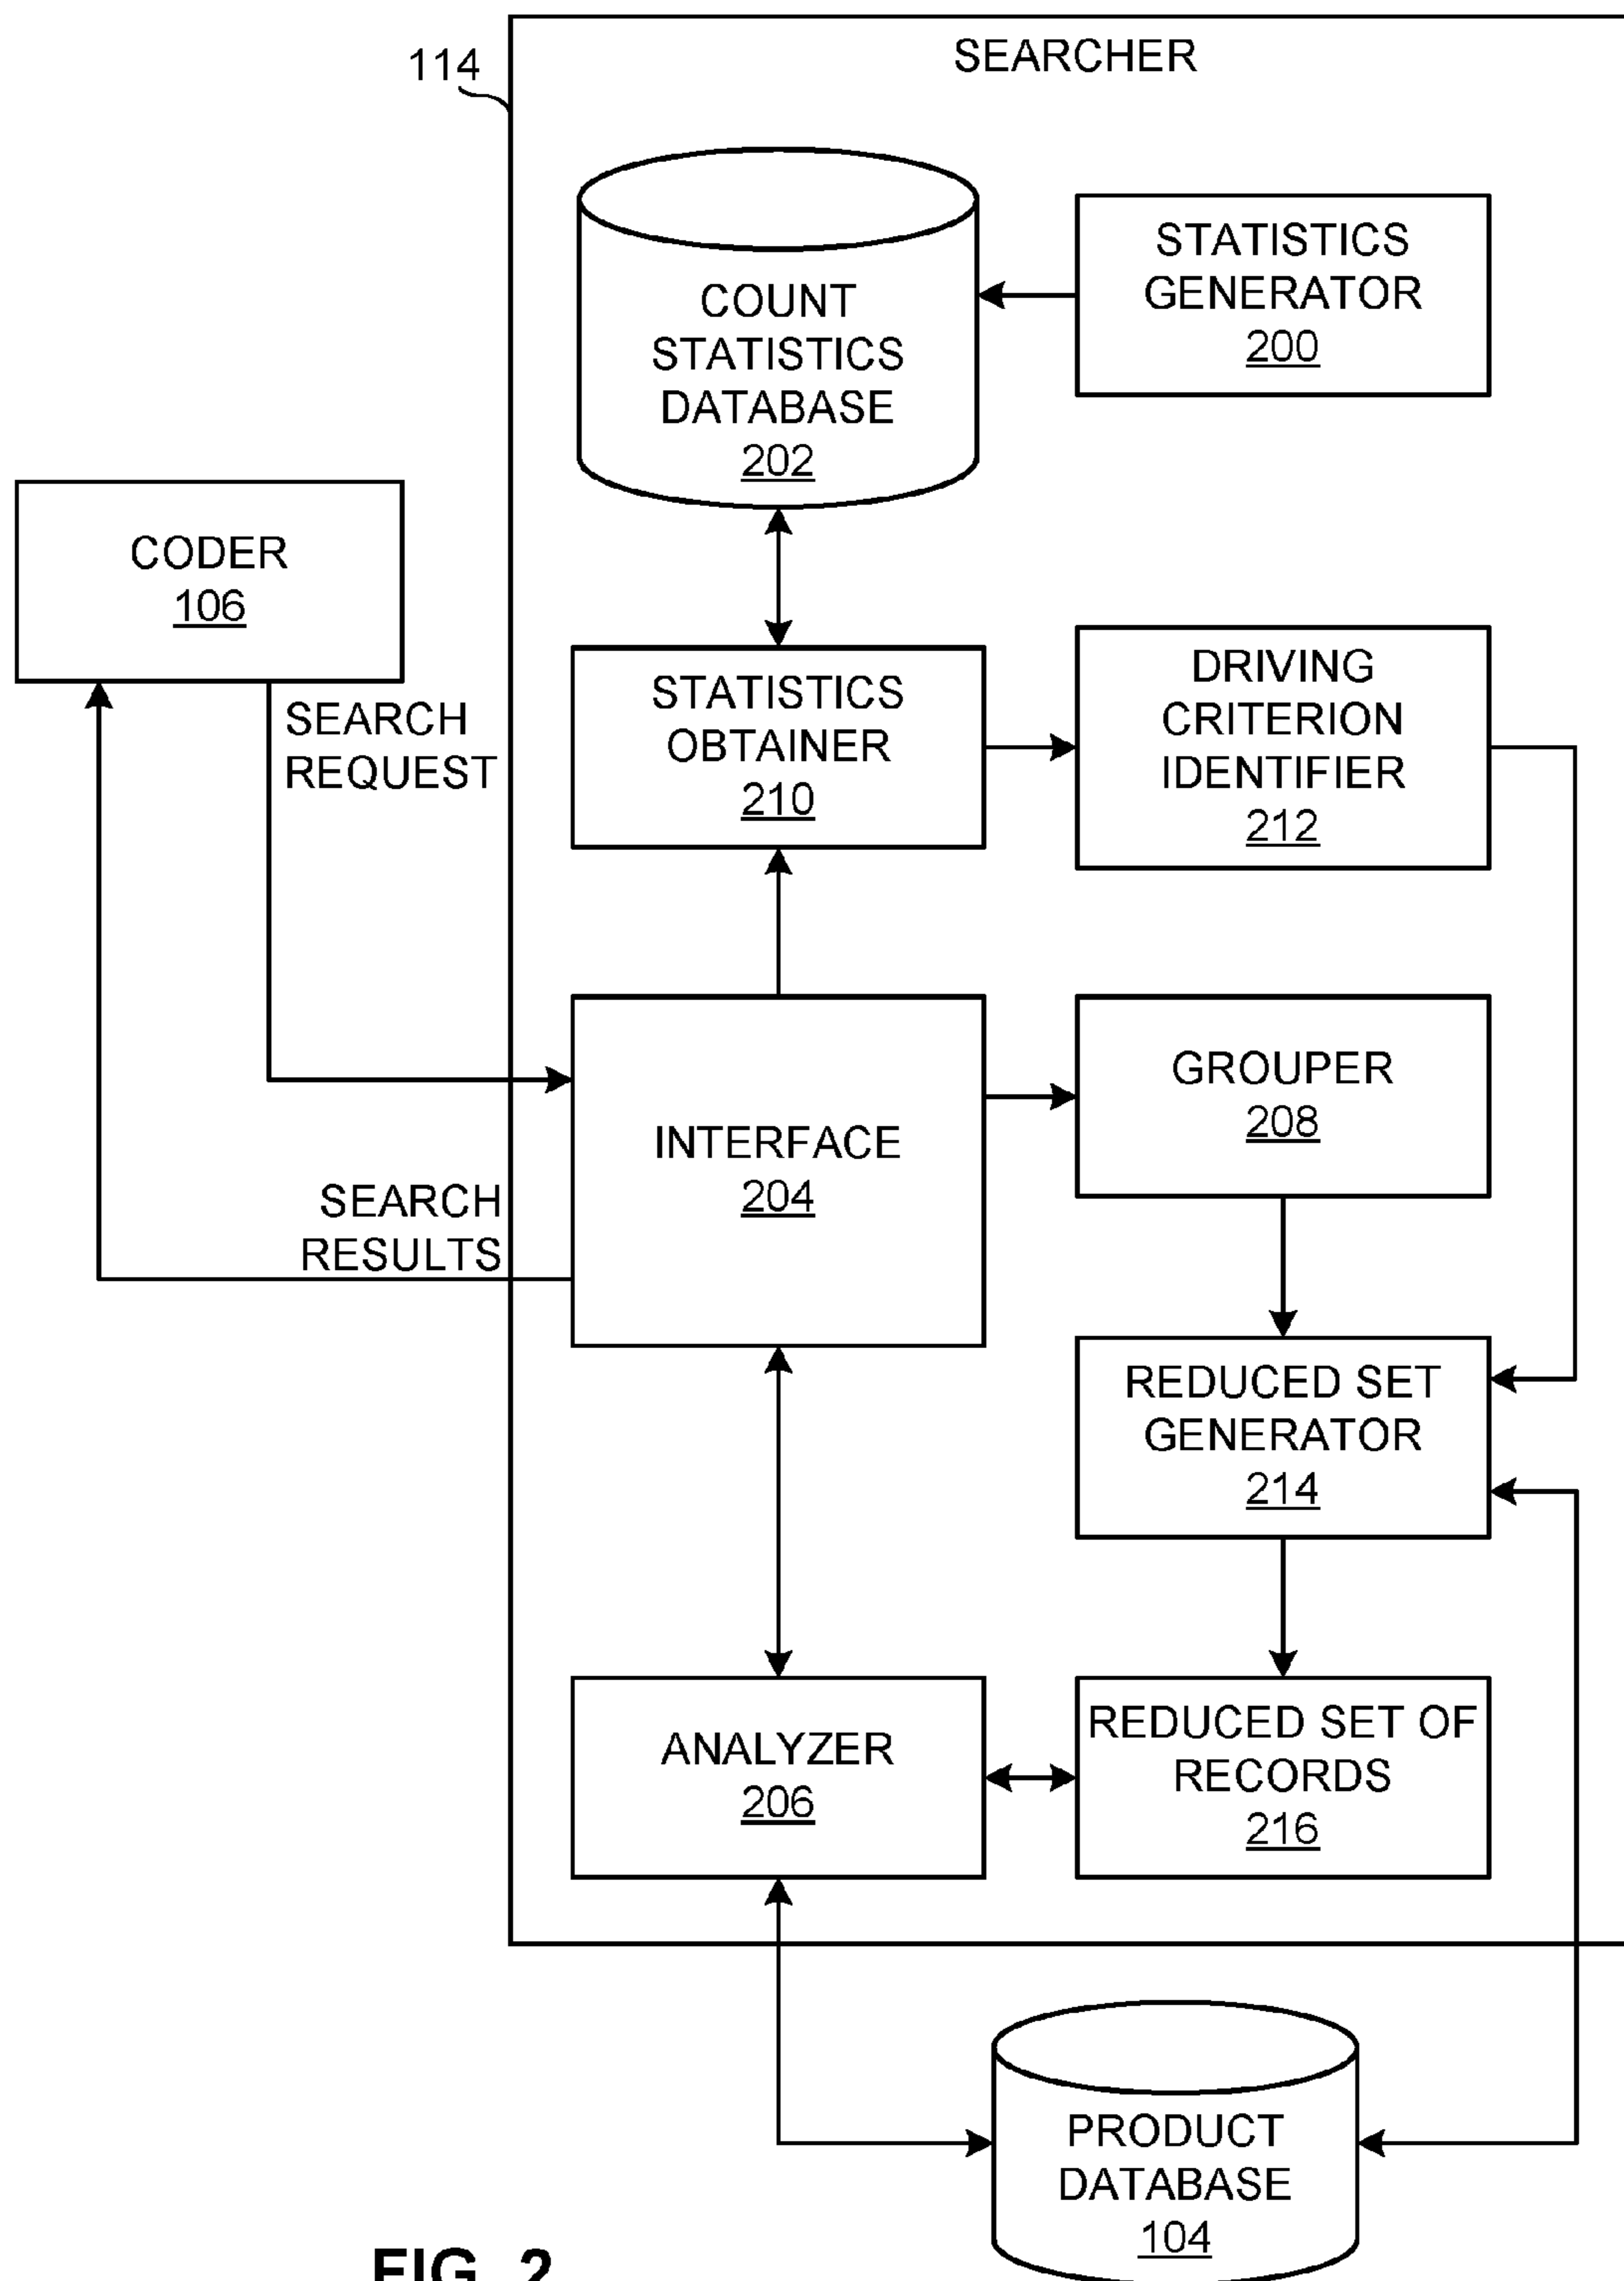 SEARCHER
114
COUNT
STATISTICS
DATABASE
202
STATISTICS
GENERATOR
200
CODER
106
SEARCH
REQUEST
STATISTICS
OBTAINER
210
DRIVING
CRITERION
IDENTIFIER
212
INTERFACE
204
GROUPER
208
SEARCH
RESULTS
REDUCED SET
GENERATOR
214
ANALYZER
206
REDUCED SET OF
RECORDS
216
PRODUCT
DATABASE
104
FIG. 2